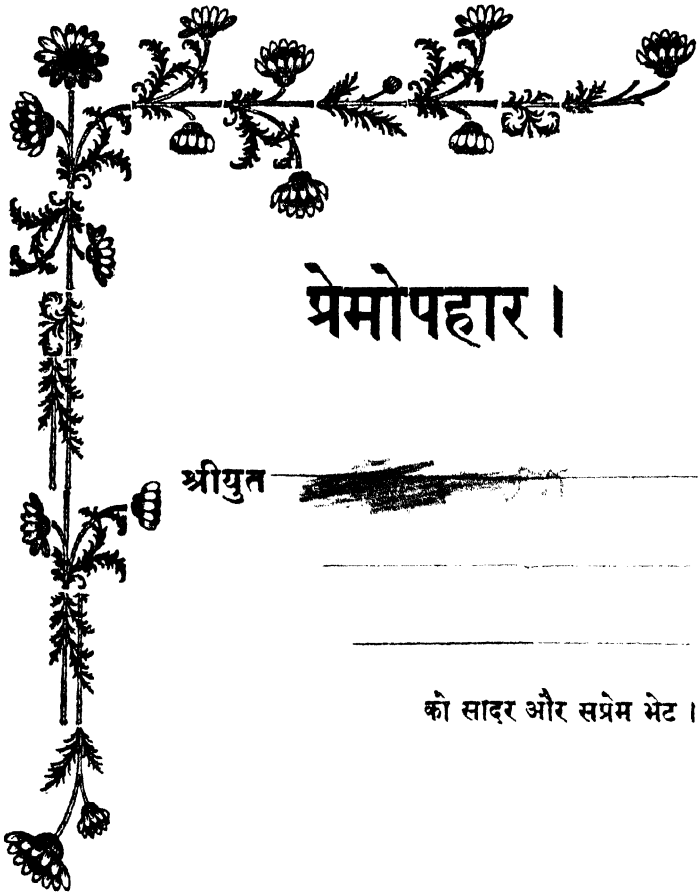 प्रेमोपहार ।
श्रीयुत
को सादर और सप्रेम भेट ।